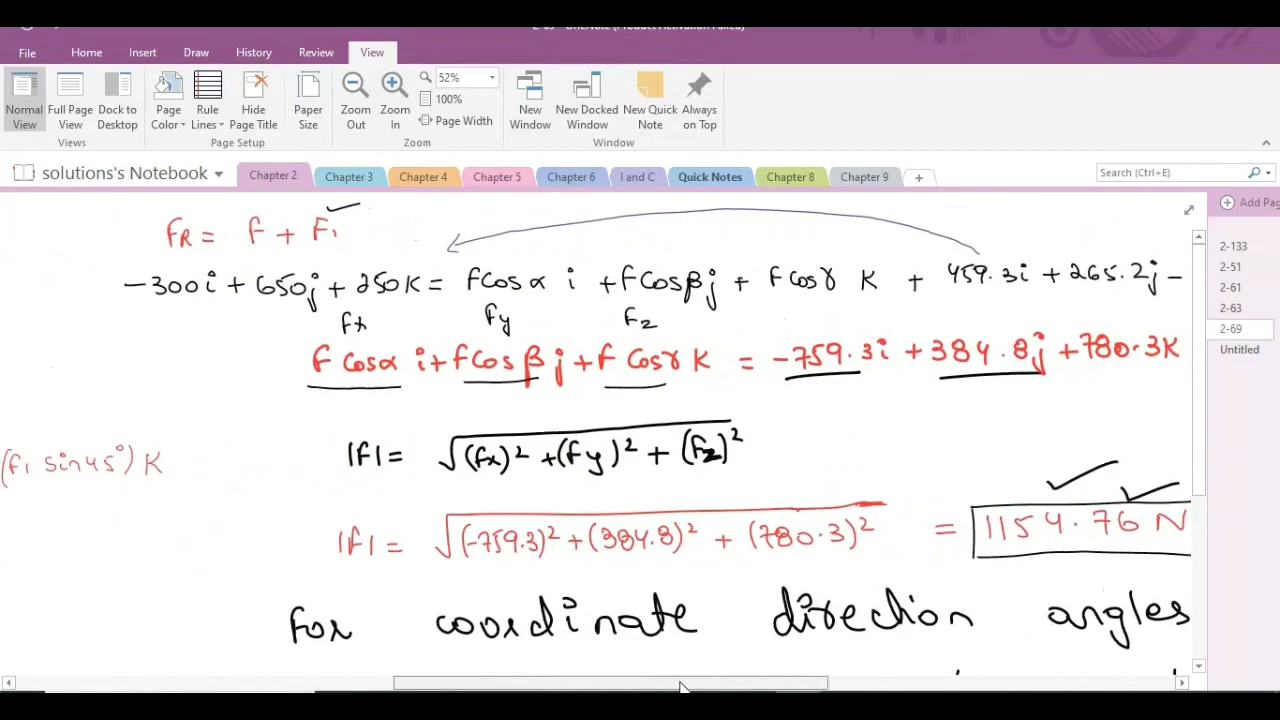 File Home Insert Draw History Review View
52%
100%
Page Width
Normal View
Full Page View
Dock to Desktop
Page Color
Rule Lines
Hide Page Title
Paper Size
Zoom Out
Zoom In
New Window
New Docked Window
New Quick Note
Always on Top
Views Page Setup Zoom Window
solutions's Notebook Chapter 2 Chapter 3 Chapter 4 Chapter 5 Chapter 6 I and C Quick Notes Chapter 8 Chapter 9 +
Search (Ctrl+E)
Add Pag
2-133
2-51
2-61
2-63
2-69
Untitled
FR = F + F1
-300i + 650j + 250K = fcosα i + fcosβj + fcosγ K + 459.3i + 265.2j -
fx fy fz
f cosα i + f cosβ j + f cosγ K = -759.3i + 384.8j + 780.3K
|f| = √(fx)² + (fy)² + (fz)²
(f1 sin45°) K
|f| = √(-759.3)² + (384.8)² + (780.3)² = 1154.76 N
for coordinate direction angles